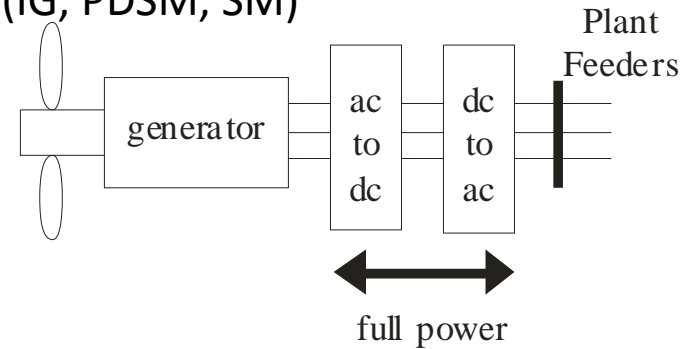 (IG, PDSM, SM)
Plant
Feeders
generator
ac
to
dc
dc
to
ac
full power